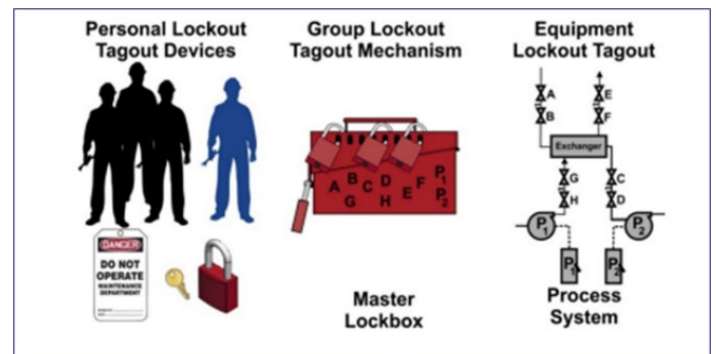 Personal Lockout
Tagout Devices
DANGER
DO NOT
OPERATE
MAINTENANCE
DEPARTMENT
Group Lockout
Tagout Mechanism
A B C D E F P1
G H P2
Master
Lockbox
Equipment
Lockout Tagout
A E
B F
Exchanger
G C
H D
P1 P2
P1 P2
Process
System